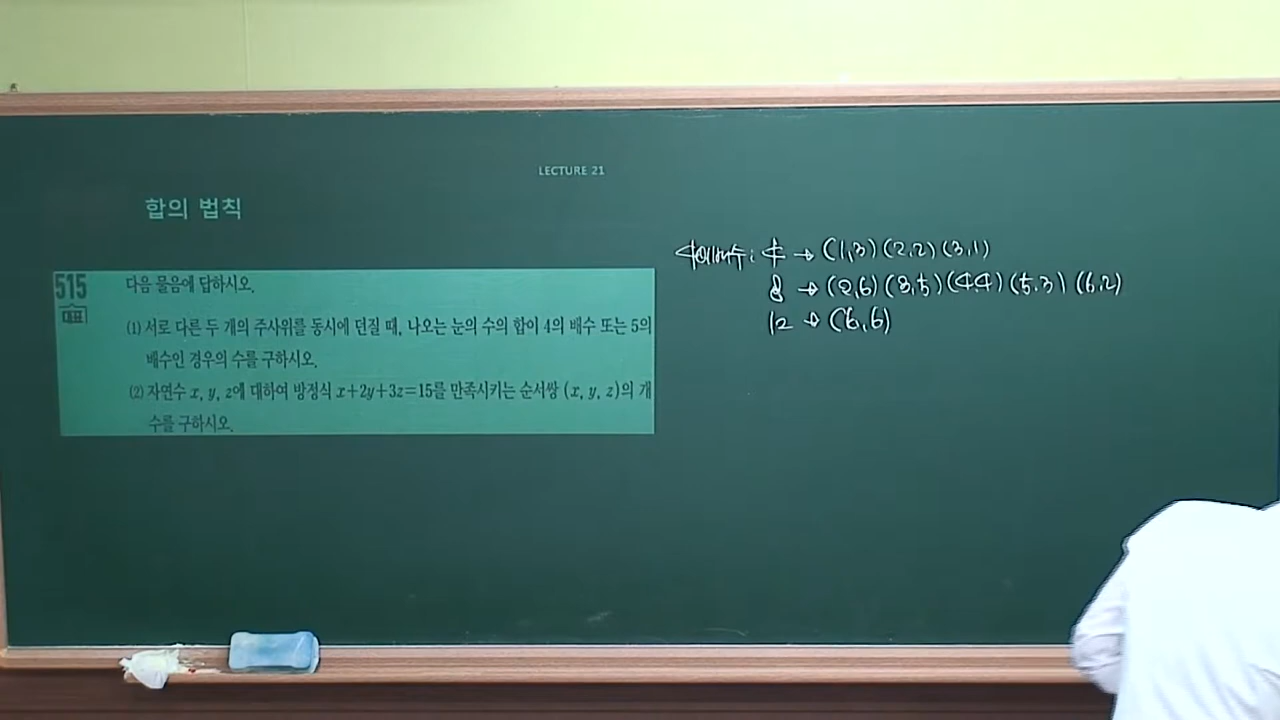 LECTURE 21
합의 법칙
515
대표
다음 물음에 답하시오.
(1) 서로 다른 두 개의 주사위를 동시에 던질 때, 나오는 눈의 수의 합이 4의 배수 또는 5의
배수인 경우의 수를 구하시오.
(2) 자연수 x, y, z에 대하여 방정식 x+2y+3z=15를 만족시키는 순서쌍 (x, y, z)의 개
수를 구하시오.
4의배수: 4 → (1,3) (2,2) (3,1)
8 → (2,6) (3,5) (4,4) (5,3) (6,2)
12 → (6,6)